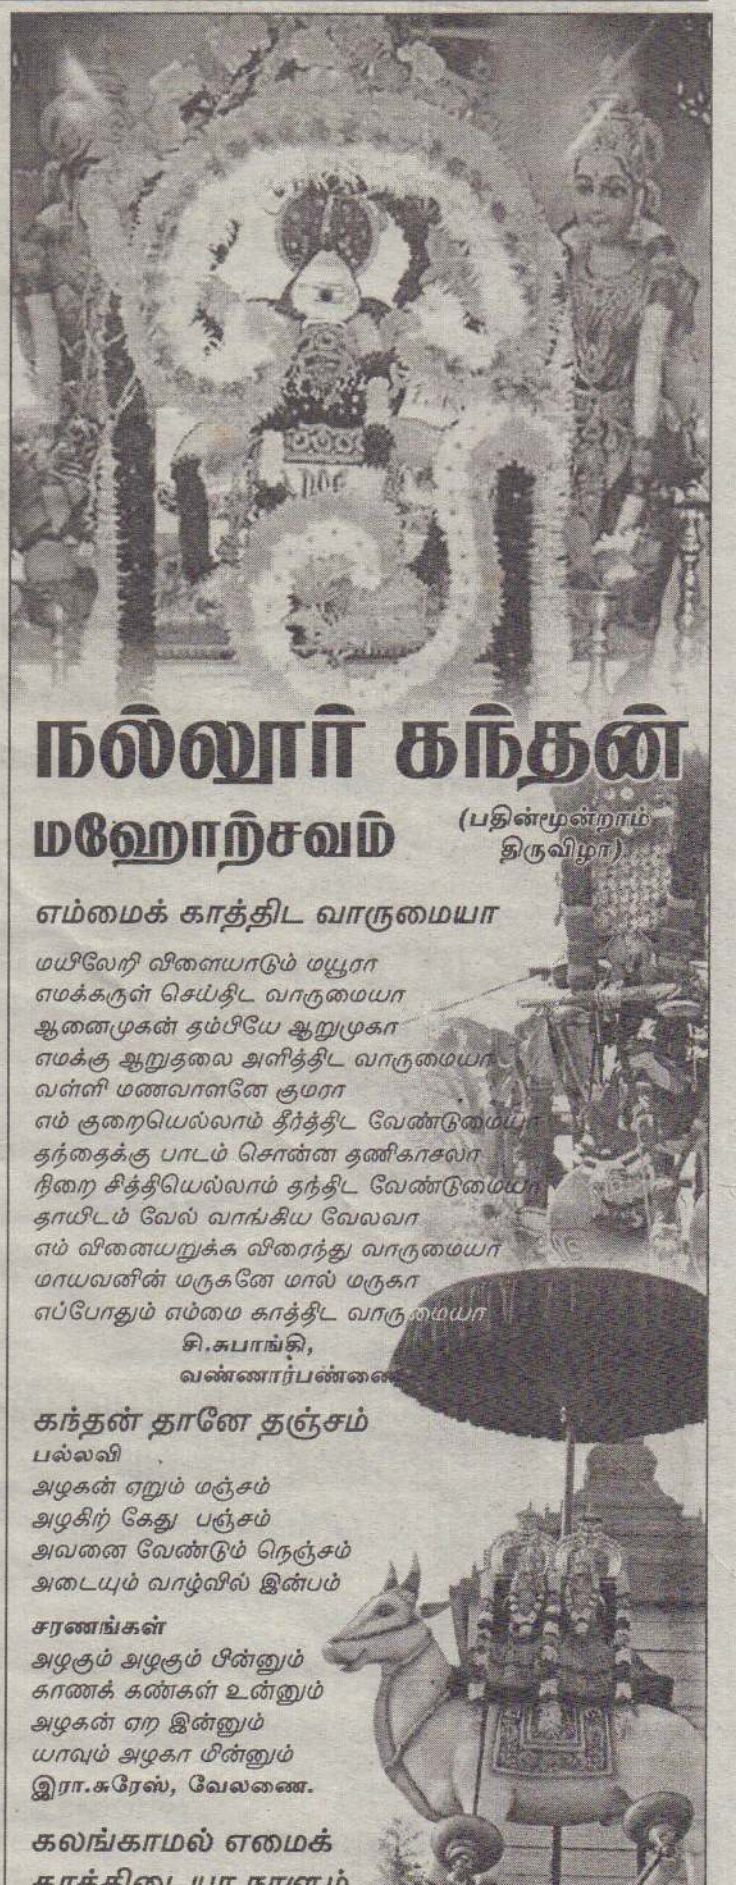 நல்லூர் கந்தன்
மஹோற்சவம்
(பதின்மூன்றாம்
திருவிழா)
எம்மைக் காத்திட வாருமையா
மயிலேறி விளையாடும் மயூரா
எமக்கருள் செய்திட வாருமையா
ஆனைமுகன் தம்பியே ஆறுமுகா
எமக்கு ஆறுதலை அளித்திட வாருமையா
வள்ளி மணவாளனே குமரா
எம் குறையெல்லாம் தீர்த்திட வேண்டுமையா
தந்தைக்கு பாடம் சொன்ன தணிகாசலா
நிறை சித்தியெல்லாம் தந்திட வேண்டுமையா
தாயிடம் வேல் வாங்கிய வேலவா
எம் வினையறுக்க விரைந்து வாருமையா
மாயவனின் மருகனே மால் மருகா
எப்போதும் எம்மை காத்திட வாருமையா
சி.சுபாங்கி,
வண்ணார்பண்ணை
கந்தன் தானே தஞ்சம்
பல்லவி
அழகன் ஏறும் மஞ்சம்
அழகிற் கேது பஞ்சம்
அவனை வேண்டும் நெஞ்சம்
அடையும் வாழ்வில் இன்பம்
சரணங்கள்
அழகும் அழகும் பின்னும்
காணக் கண்கள் உன்னும்
அழகன் ஏற இன்னும்
யாவும் அழகா மின்னும்
இரா.சுரேஸ், வேலணை.
கலங்காமல் எமைக்